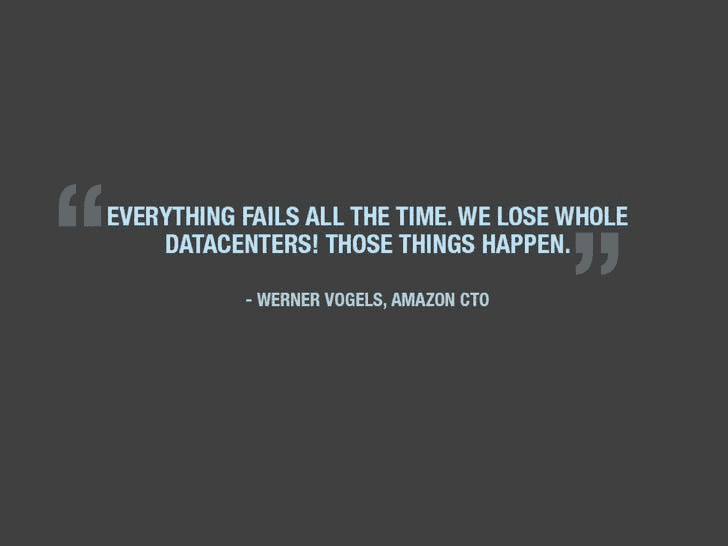 “EVERYTHING FAILS ALL THE TIME. WE LOSE WHOLE
DATACENTERS! THOSE THINGS HAPPEN.”
- WERNER VOGELS, AMAZON CTO